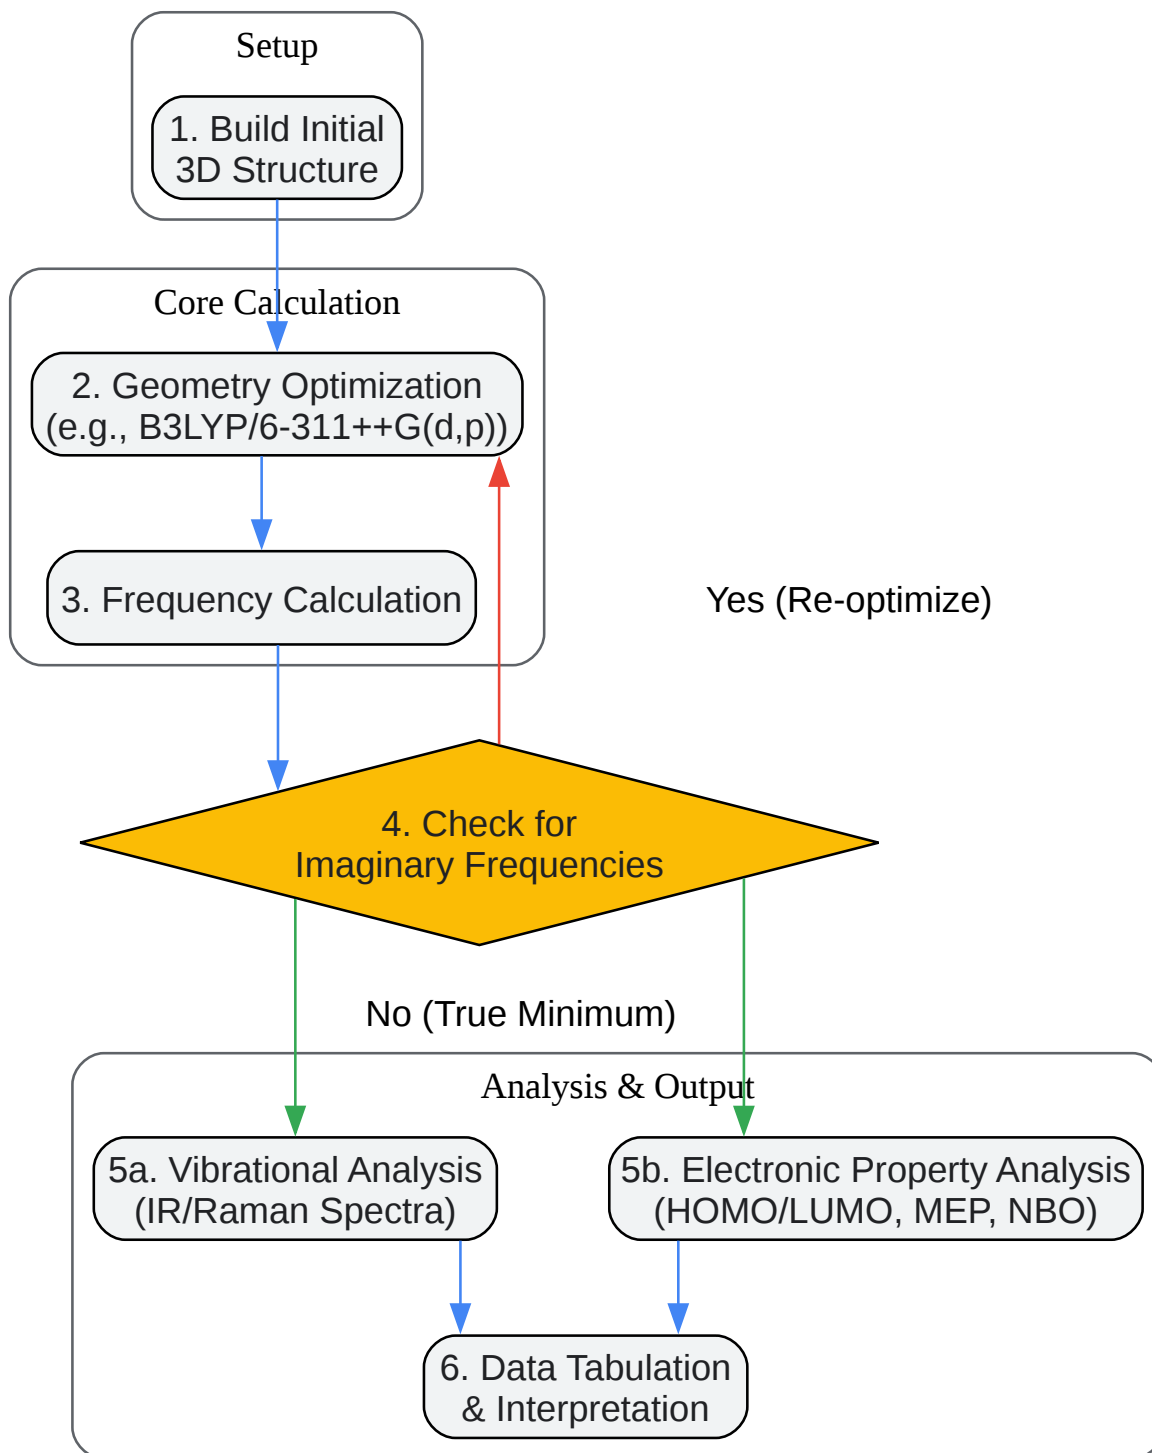 Setup
1. Build Initial
3D Structure
Core Calculation
2. Geometry Optimization
(e.g., B3LYP/6-311++G(d,p))
3. Frequency Calculation
Yes (Re-optimize)
4. Check for
Imaginary Frequencies
No (True Minimum)
Analysis & Output
5a. Vibrational Analysis
(IR/Raman Spectra)
5b. Electronic Property Analysis
(HOMO/LUMO, MEP, NBO)
6. Data Tabulation
& Interpretation